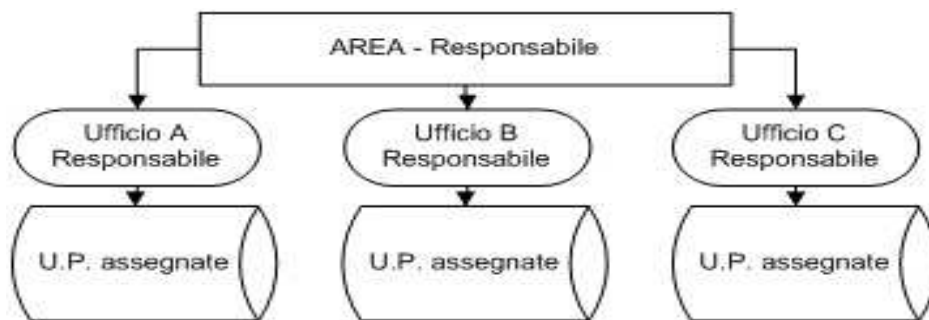 AREA - Responsabile
Ufficio A
Responsabile
Ufficio B
Responsabile
Ufficio C
Responsabile
U.P. assegnate
U.P. assegnate
U.P. assegnate